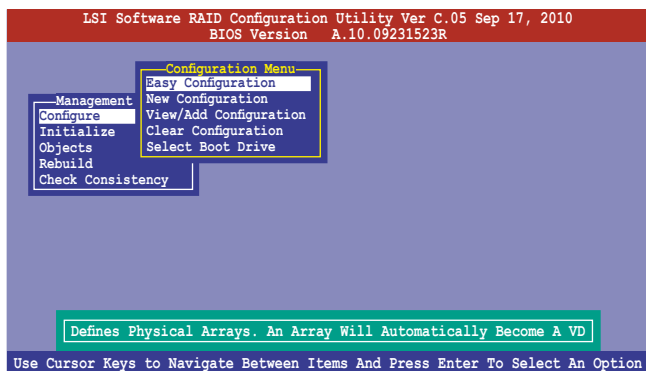 LSI Software RAID Configuration Utility Ver C.05 Sep 17, 2010
BIOS Version A.10.09231523R
Configuration Menu
Easy Configuration
New Configuration
View/Add Configuration
Clear Configuration
Select Boot Drive
Management
Configure
Initialize
Objects
Rebuild
Check Consistency
Defines Physical Arrays. An Array Will Automatically Become A VD
Use Cursor Keys to Navigate Between Items And Press Enter To Select An Option